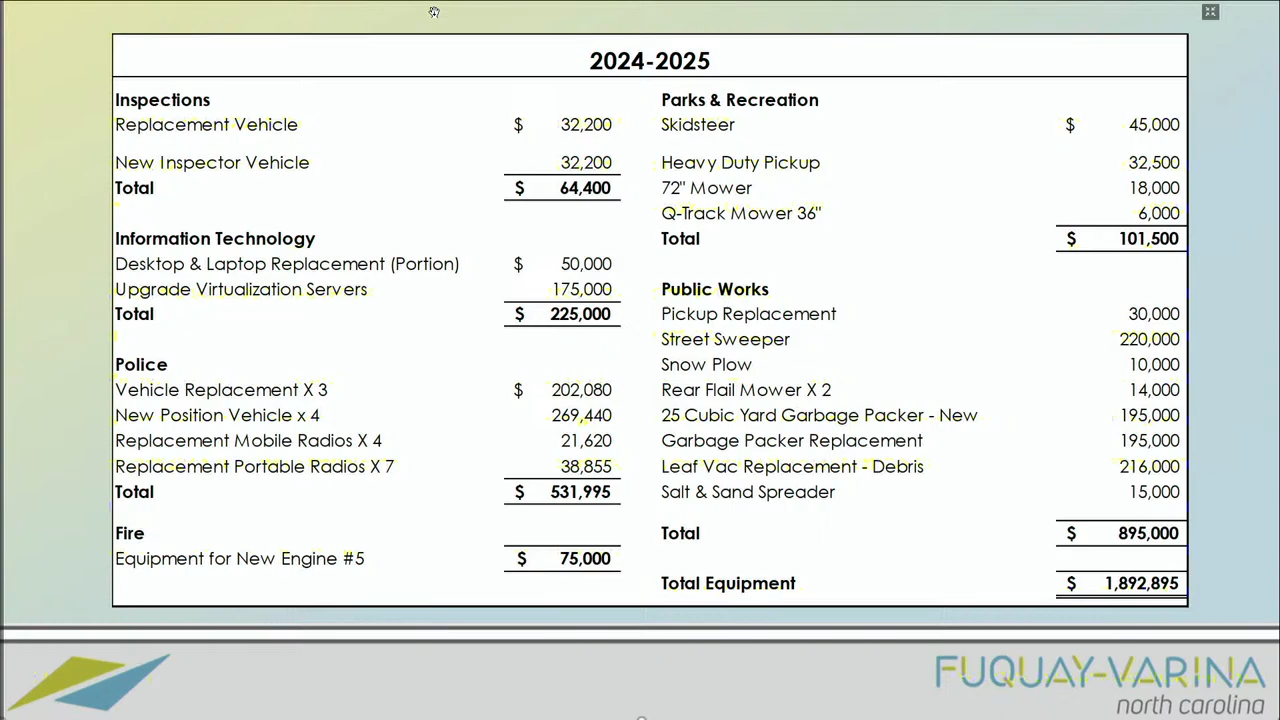 2024-2025
Inspections
Replacement Vehicle $ 32,200
New Inspector Vehicle 32,200
Total $ 64,400
Information Technology
Desktop & Laptop Replacement (Portion) $ 50,000
Upgrade Virtualization Servers 175,000
Total $ 225,000
Police
Vehicle Replacement X 3 $ 202,080
New Position Vehicle x 4 269,440
Replacement Mobile Radios X 4 21,620
Replacement Portable Radios X 7 38,855
Total $ 531,995
Fire
Equipment for New Engine #5 $ 75,000
Parks & Recreation
Skidsteer $ 45,000
Heavy Duty Pickup 32,500
72" Mower 18,000
Q-Track Mower 36" 6,000
Total $ 101,500
Public Works
Pickup Replacement 30,000
Street Sweeper 220,000
Snow Plow 10,000
Rear Flail Mower X 2 14,000
25 Cubic Yard Garbage Packer - New 195,000
Garbage Packer Replacement 195,000
Leaf Vac Replacement - Debris 216,000
Salt & Sand Spreader 15,000
Total $ 895,000
Total Equipment $ 1,892,895
FUQUAY-VARINA
north carolina